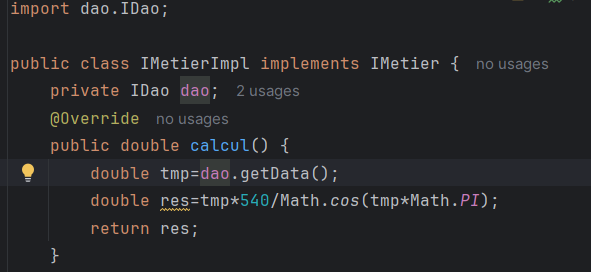 import dao.IDao;
public class IMetierImpl implements IMetier { no usages
private IDao dao; 2 usages
@Override no usages
public double calcul() {
double tmp=dao.getData();
double res=tmp*540/Math.cos(tmp*Math.PI);
return res;
}